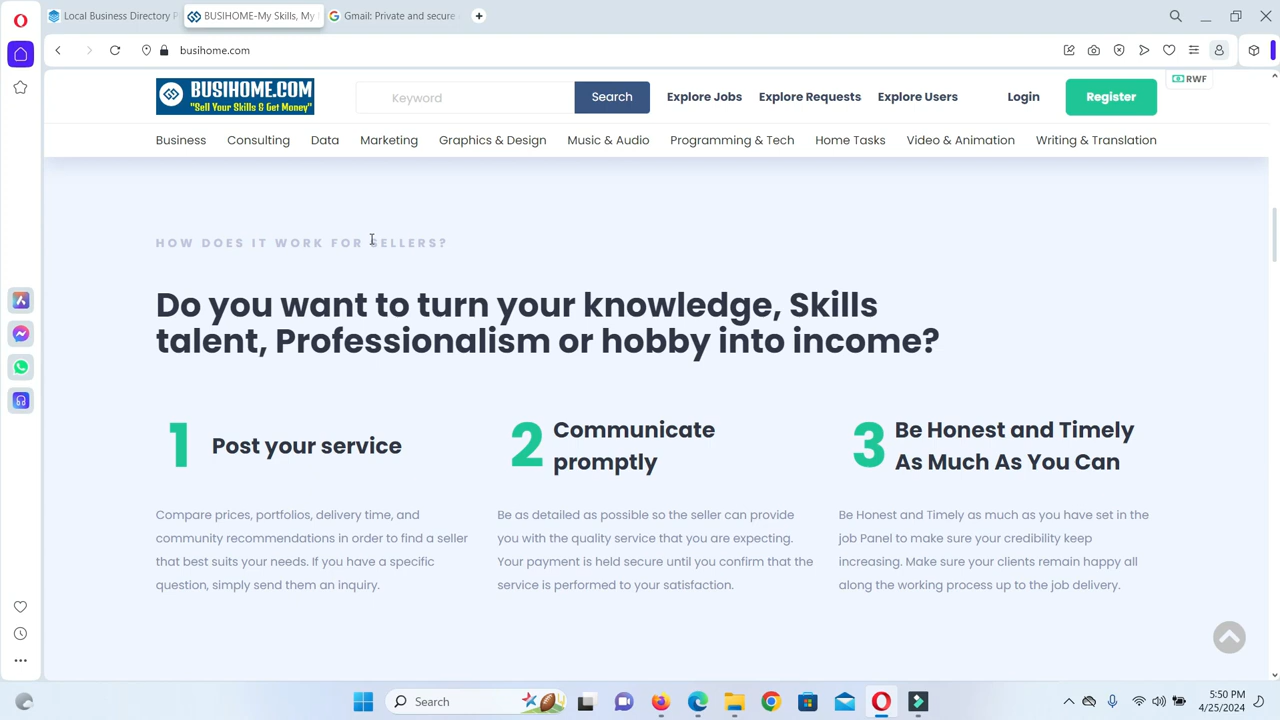 Local Business Directory
BUSIHOME-My Skills, My
Gmail: Private and secure
busihome.com
BUSIHOME.COM
"Sell Your Skills & Get Money"
Keyword
Search
Explore Jobs
Explore Requests
Explore Users
Login
Register
RWF
Business
Consulting
Data
Marketing
Graphics & Design
Music & Audio
Programming & Tech
Home Tasks
Video & Animation
Writing & Translation
HOW DOES IT WORK FOR SELLERS?
Do you want to turn your knowledge, Skills
talent, Professionalism or hobby into income?
1
Post your service
Compare prices, portfolios, delivery time, and
community recommendations in order to find a seller
that best suits your needs. If you have a specific
question, simply send them an inquiry.
2
Communicate
promptly
Be as detailed as possible so the seller can provide
you with the quality service that you are expecting.
Your payment is held secure until you confirm that the
service is performed to your satisfaction.
3
Be Honest and Timely
As Much As You Can
Be Honest and Timely as much as you have set in the
job Panel to make sure your credibility keep
increasing. Make sure your clients remain happy all
along the working process up to the job delivery.
Search
5:50 PM
4/25/2024